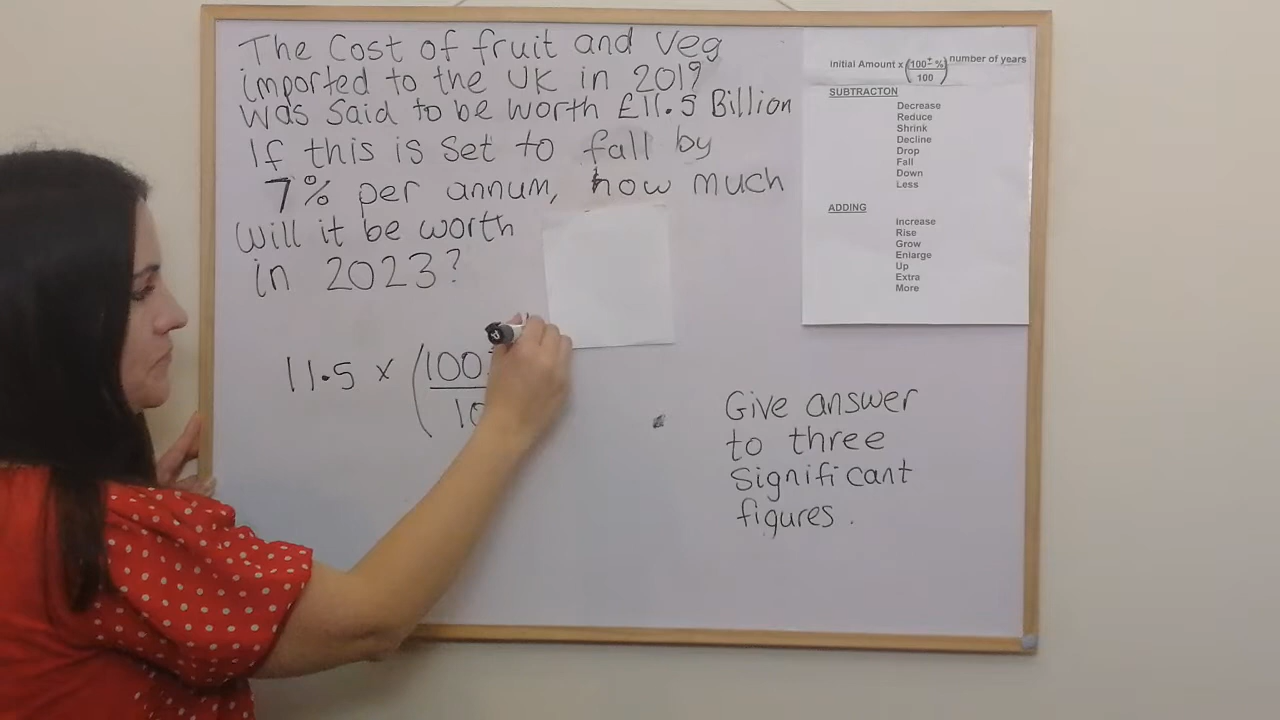 The Cost of fruit and Veg
imported to the UK in 2019
was said to be worth £11.5 Billion
If this is set to fall by
7% per annum, how much
will it be worth
in 2023?
11.5 x (100
10
Give answer
to three
significant
figures.
initial Amount x (100± %) number of years
100
SUBTRACTON
Decrease
Reduce
Shrink
Decline
Drop
Fall
Down
Less
ADDING
Increase
Rise
Grow
Enlarge
Up
Extra
More